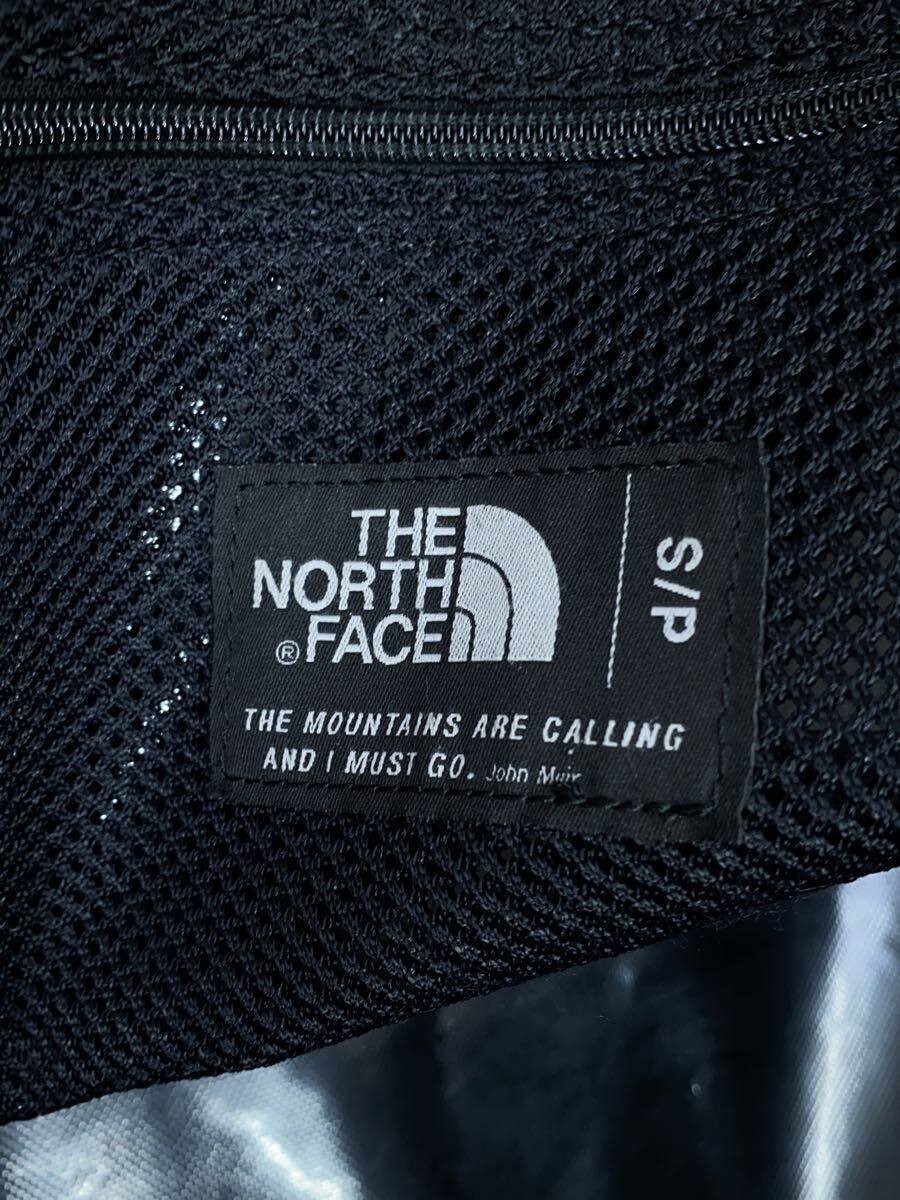 THE
NORTH
® FACE
S/P
THE MOUNTAINS ARE CALLING
AND I MUST GO. John Muir